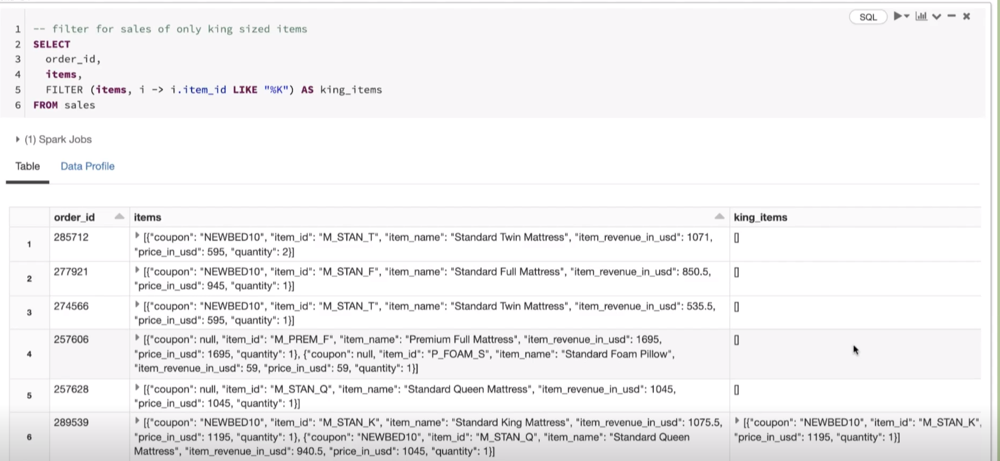 SQL
1 -- filter for sales of only king sized items
2 SELECT
3 order_id,
4 items,
5 FILTER (items, i -> i.item_id LIKE "%K") AS king_items
6 FROM sales
(1) Spark Jobs
Table Data Profile
order_id items king_items
1 285712 [{"coupon": "NEWBED10", "item_id": "M_STAN_T", "item_name": "Standard Twin Mattress", "item_revenue_in_usd": 1071, []
"price_in_usd": 595, "quantity": 2}]
2 277921 [{"coupon": "NEWBED10", "item_id": "M_STAN_F", "item_name": "Standard Full Mattress", "item_revenue_in_usd": 850.5, []
"price_in_usd": 945, "quantity": 1}]
3 274566 [{"coupon": "NEWBED10", "item_id": "M_STAN_T", "item_name": "Standard Twin Mattress", "item_revenue_in_usd": 535.5, []
"price_in_usd": 595, "quantity": 1}]
4 257606 [{"coupon": null, "item_id": "M_PREM_F", "item_name": "Premium Full Mattress", "item_revenue_in_usd": 1695, []
"price_in_usd": 1695, "quantity": 1}, {"coupon": null, "item_id": "P_FOAM_S", "item_name": "Standard Foam Pillow",
"item_revenue_in_usd": 59, "price_in_usd": 59, "quantity": 1}]
5 257628 [{"coupon": null, "item_id": "M_STAN_Q", "item_name": "Standard Queen Mattress", "item_revenue_in_usd": 1045, []
"price_in_usd": 1045, "quantity": 1}]
6 289539 [{"coupon": "NEWBED10", "item_id": "M_STAN_K", "item_name": "Standard King Mattress", "item_revenue_in_usd": 1075.5, [{"coupon": "NEWBED10", "item_id": "M_STAN_K",
"price_in_usd": 1195, "quantity": 1}, {"coupon": "NEWBED10", "item_id": "M_STAN_Q", "item_name": "Standard Queen "price_in_usd": 1195, "quantity": 1}]
Mattress", "item_revenue_in_usd": 940.5, "price_in_usd": 1045, "quantity": 1}]